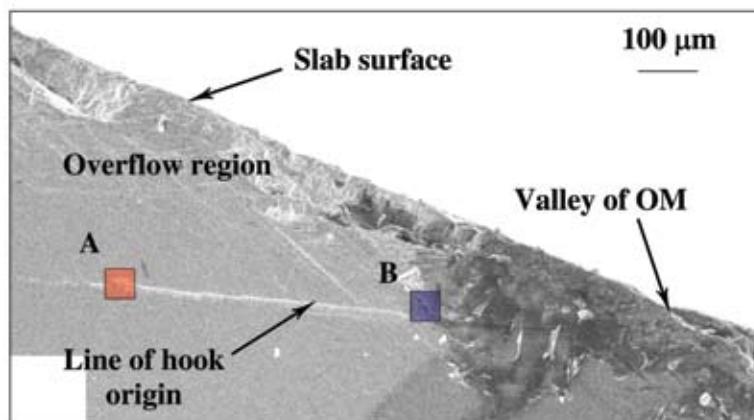 100 µm
Slab surface
Overflow region
Valley of OM
A
B
Line of hook
origin